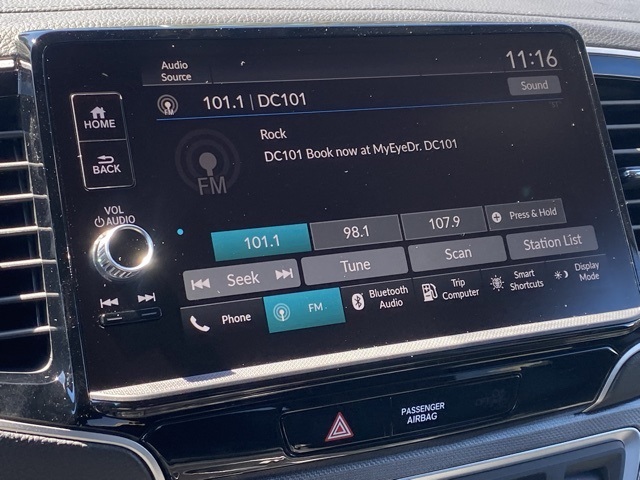 Audio
Source
11:16
101.1 | DC101
Sound
HOME
Rock
DC101 Book now at MyEyeDr. DC101
BACK
FM
VOL
AUDIO
101.1
98.1
107.9
Press & Hold
Seek
Tune
Scan
Station List
Phone
FM
Bluetooth
Audio
Trip
Computer
Smart
Shortcuts
Display
Mode
PASSENGER
AIRBAG